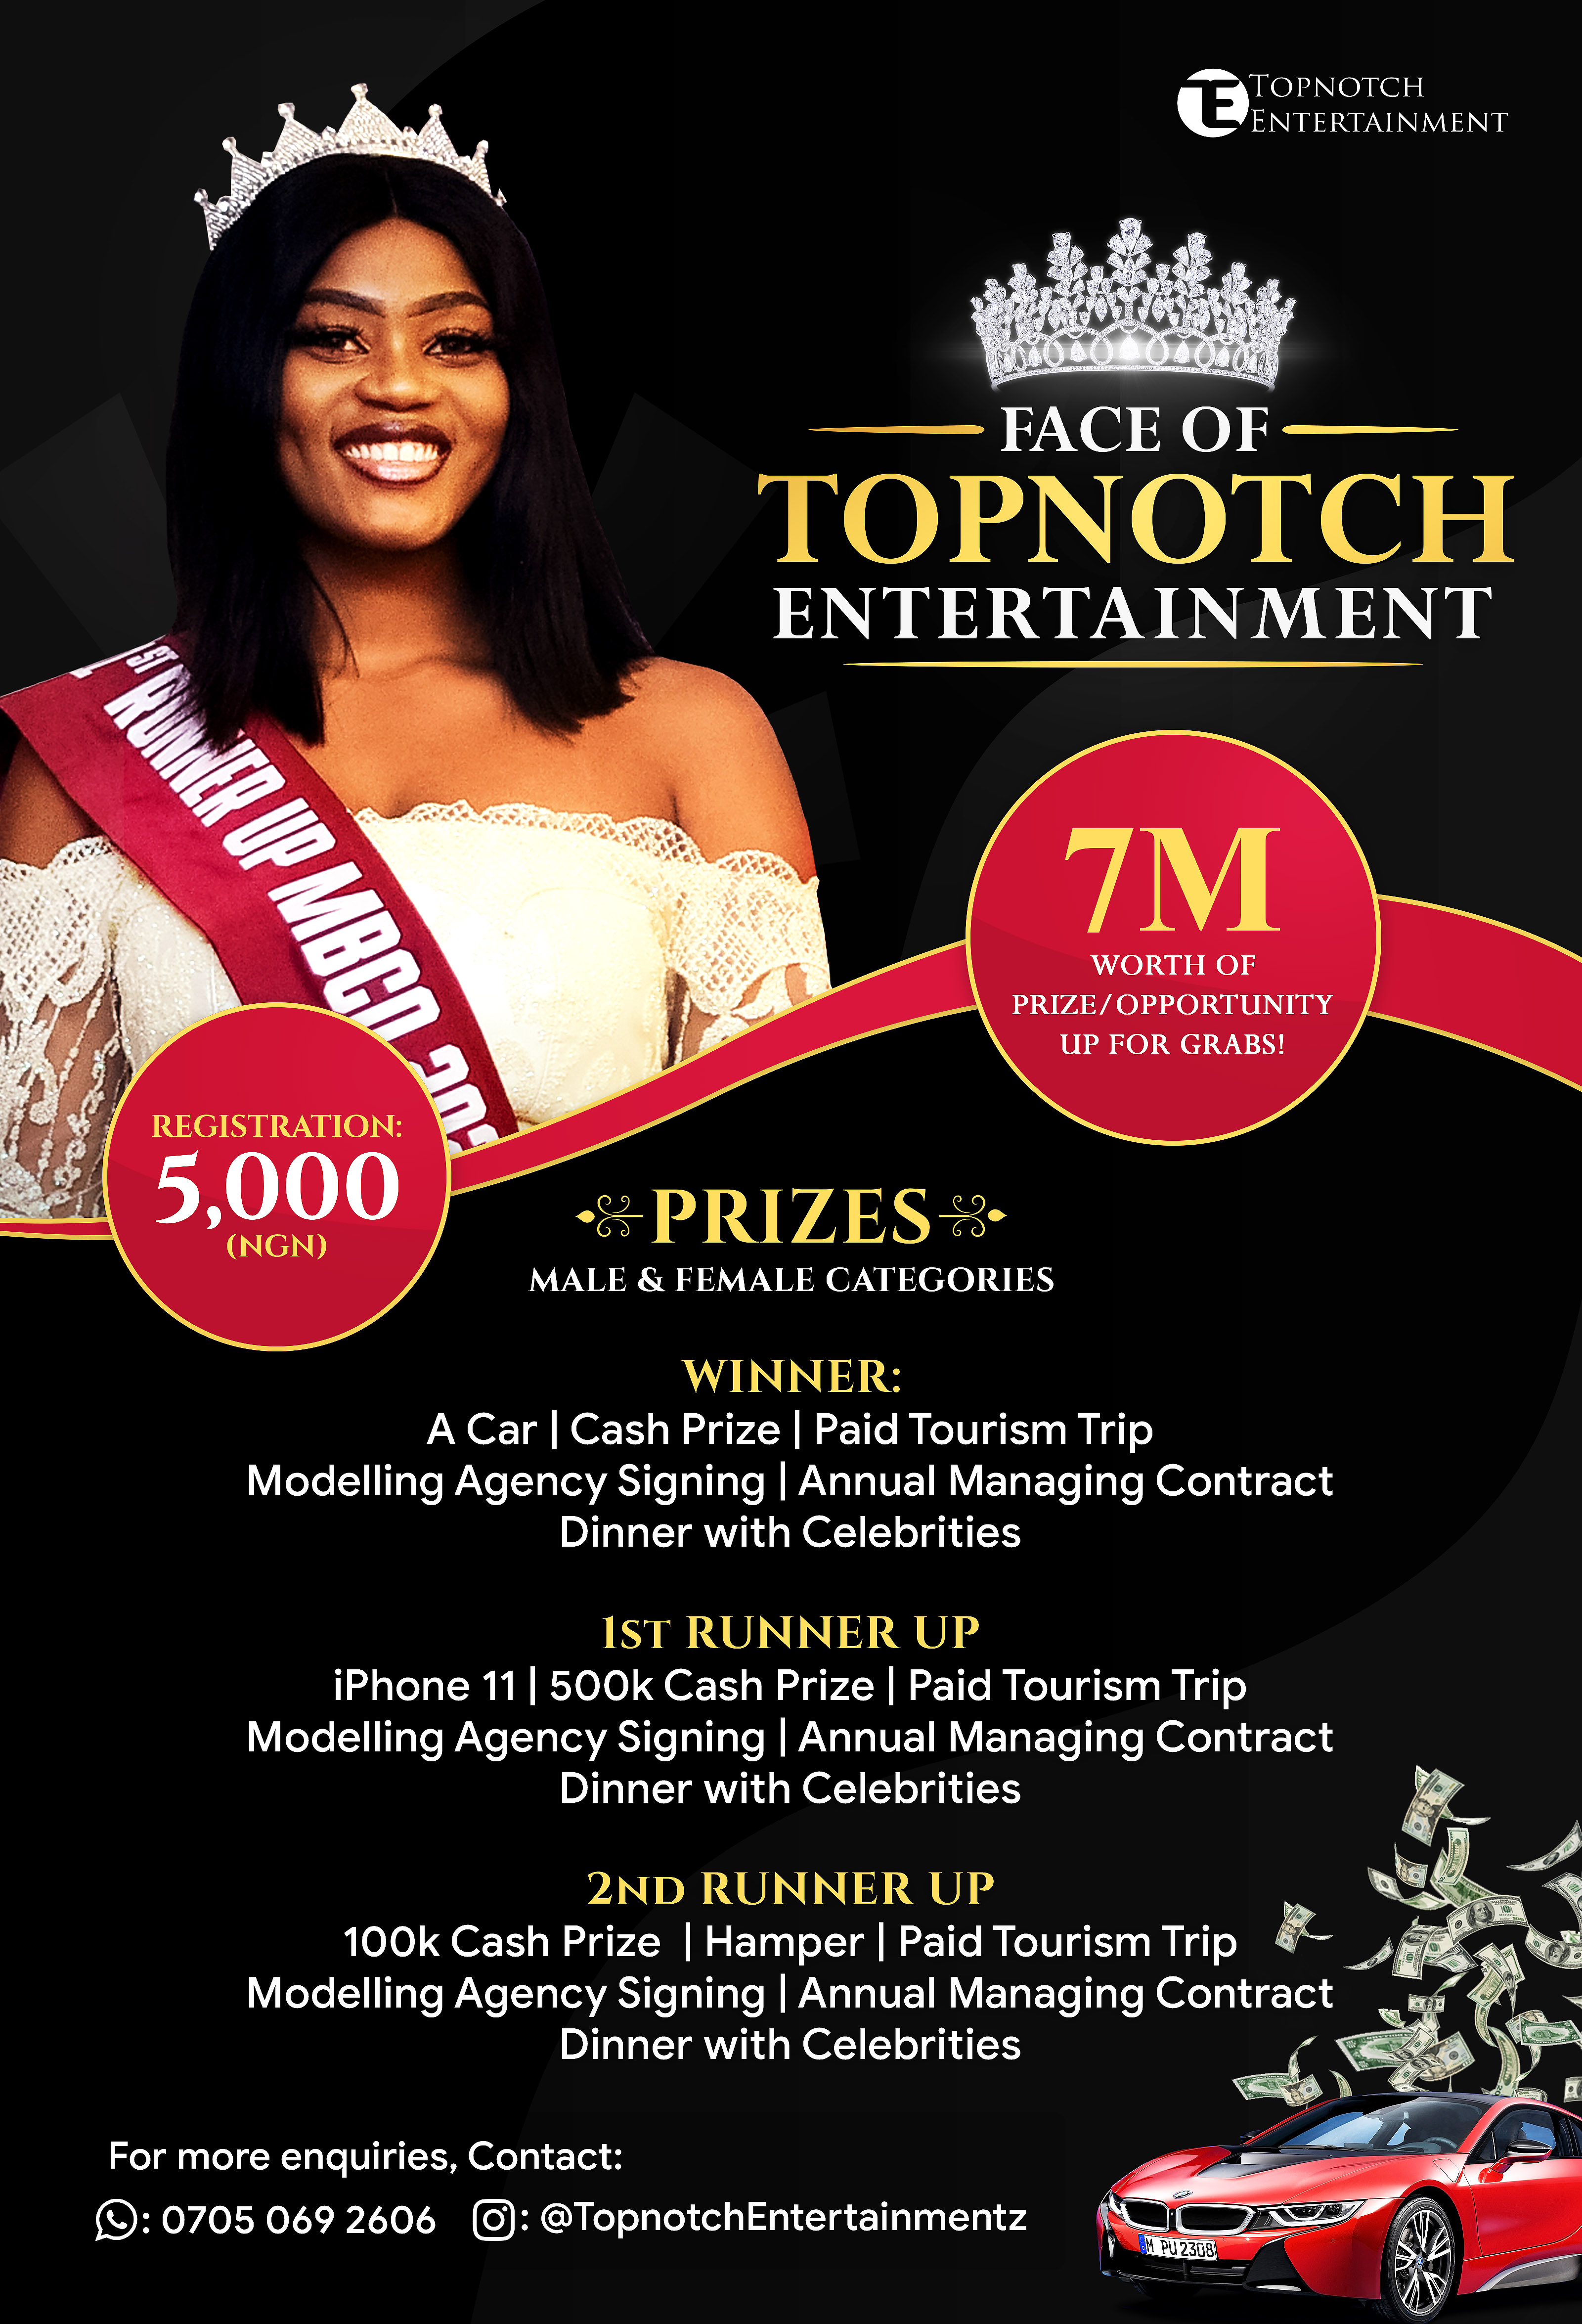 TOPNOTCH
ENTERTAINMENT
FACE OF
TOPNOTCH
ENTERTAINMENT
ST RUNNER UP MBCO
7M
WORTH OF
PRIZE/OPPORTUNITY
UP FOR GRABS!
REGISTRATION:
5,000
(NGN)
PRIZES
MALE & FEMALE CATEGORIES
WINNER:
A Car | Cash Prize | Paid Tourism Trip
Modelling Agency Signing | Annual Managing Contract
Dinner with Celebrities
1ST RUNNER UP
iPhone 11 | 500k Cash Prize | Paid Tourism Trip
Modelling Agency Signing | Annual Managing Contract
Dinner with Celebrities
2ND RUNNER UP
100k Cash Prize | Hamper | Paid Tourism Trip
Modelling Agency Signing | Annual Managing Contract
Dinner with Celebrities
For more enquiries, Contact:
: 0705 069 2606 : @TopnotchEntertainmentz
M PU 2308